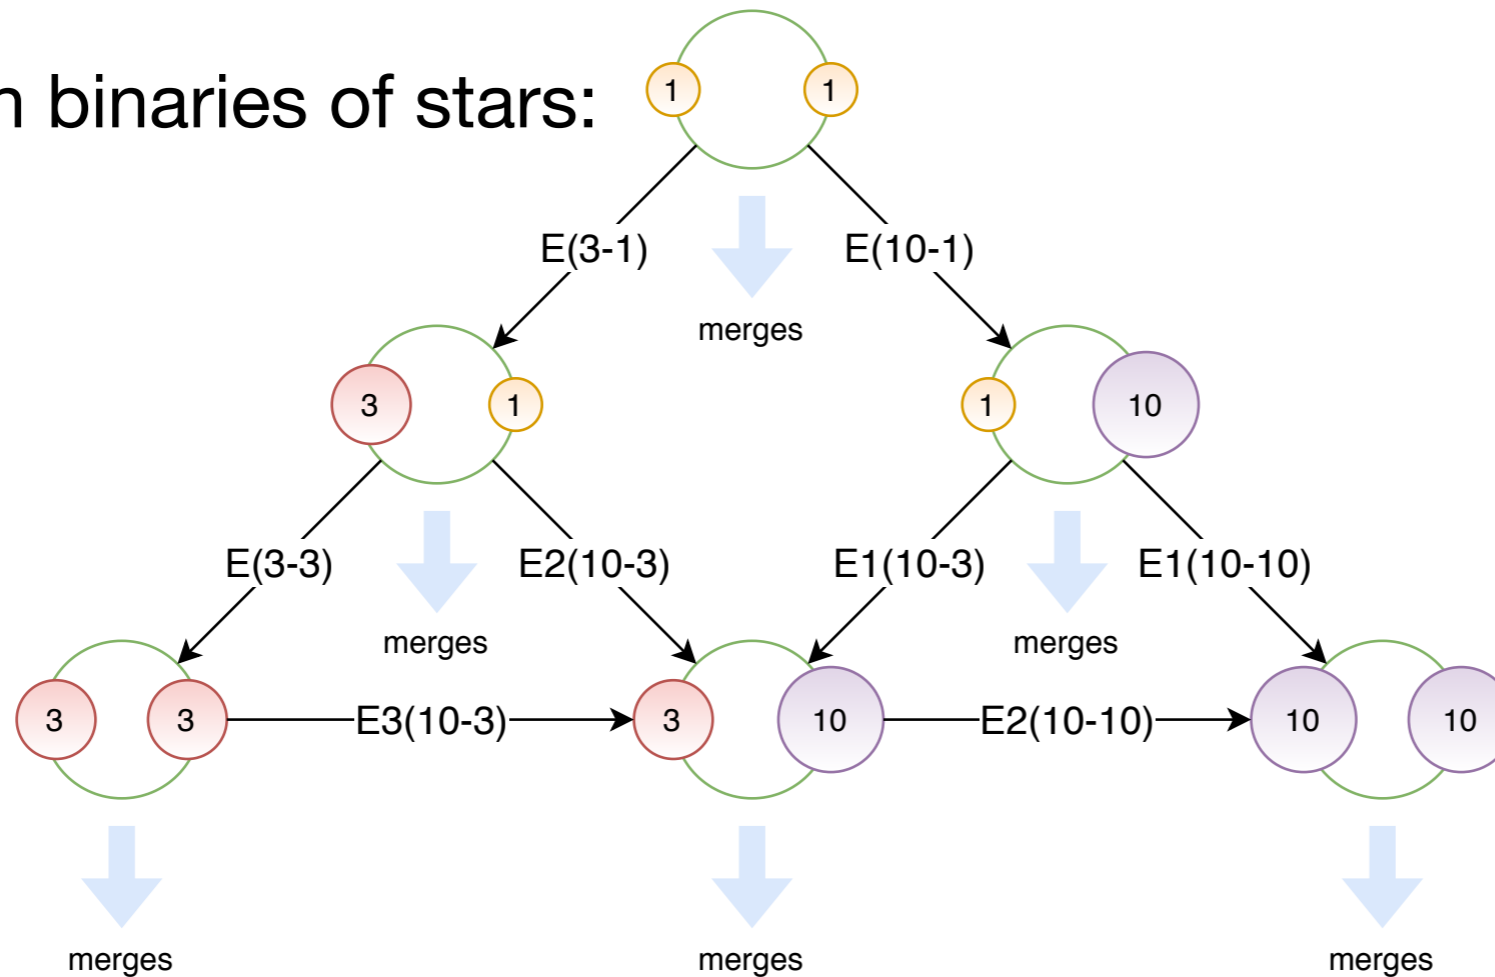 n binaries of stars:
1 1
E(3-1) E(10-1)
merges
3 1 1 10
E(3-3) E2(10-3) E1(10-3) E1(10-10)
merges merges
3 3 E3(10-3) 3 10 E2(10-10) 10 10
merges merges merges